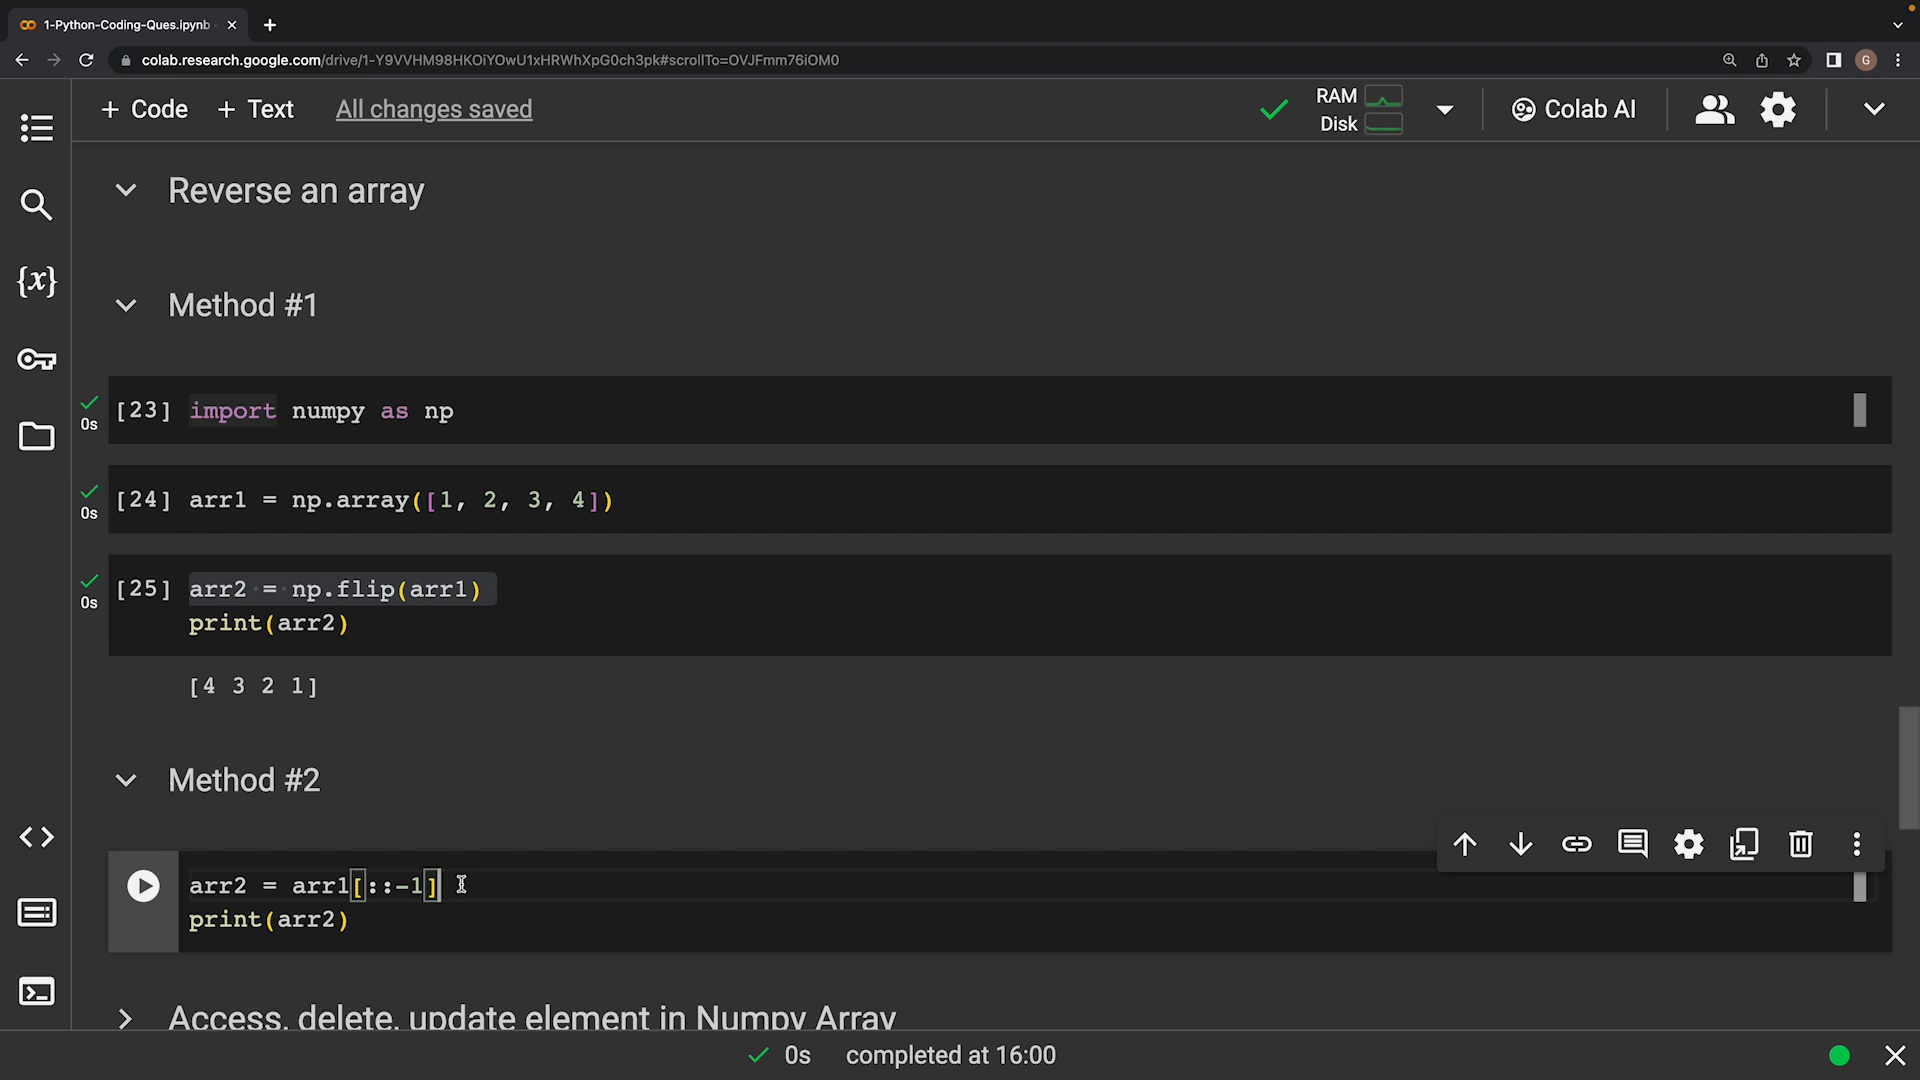 1-Python-Coding-Ques.ipynb -
colab.research.google.com/drive/1-Y9VVHM98HKOiYOwU1xHRWhXpG0ch3pk#scrollTo=OVJFmm76iOM0
G
+ Code + Text All changes saved
RAM
Disk
Colab AI
{x}
Reverse an array
Method #1
0s
[23] import numpy as np
0s
[24] arr1 = np.array([1, 2, 3, 4])
0s
[25] arr2 = np.flip(arr1)
print(arr2)
[4 3 2 1]
Method #2
arr2 = arr1[::-1]
print(arr2)
Access, delete, update element in Numpy Array
0s completed at 16:00